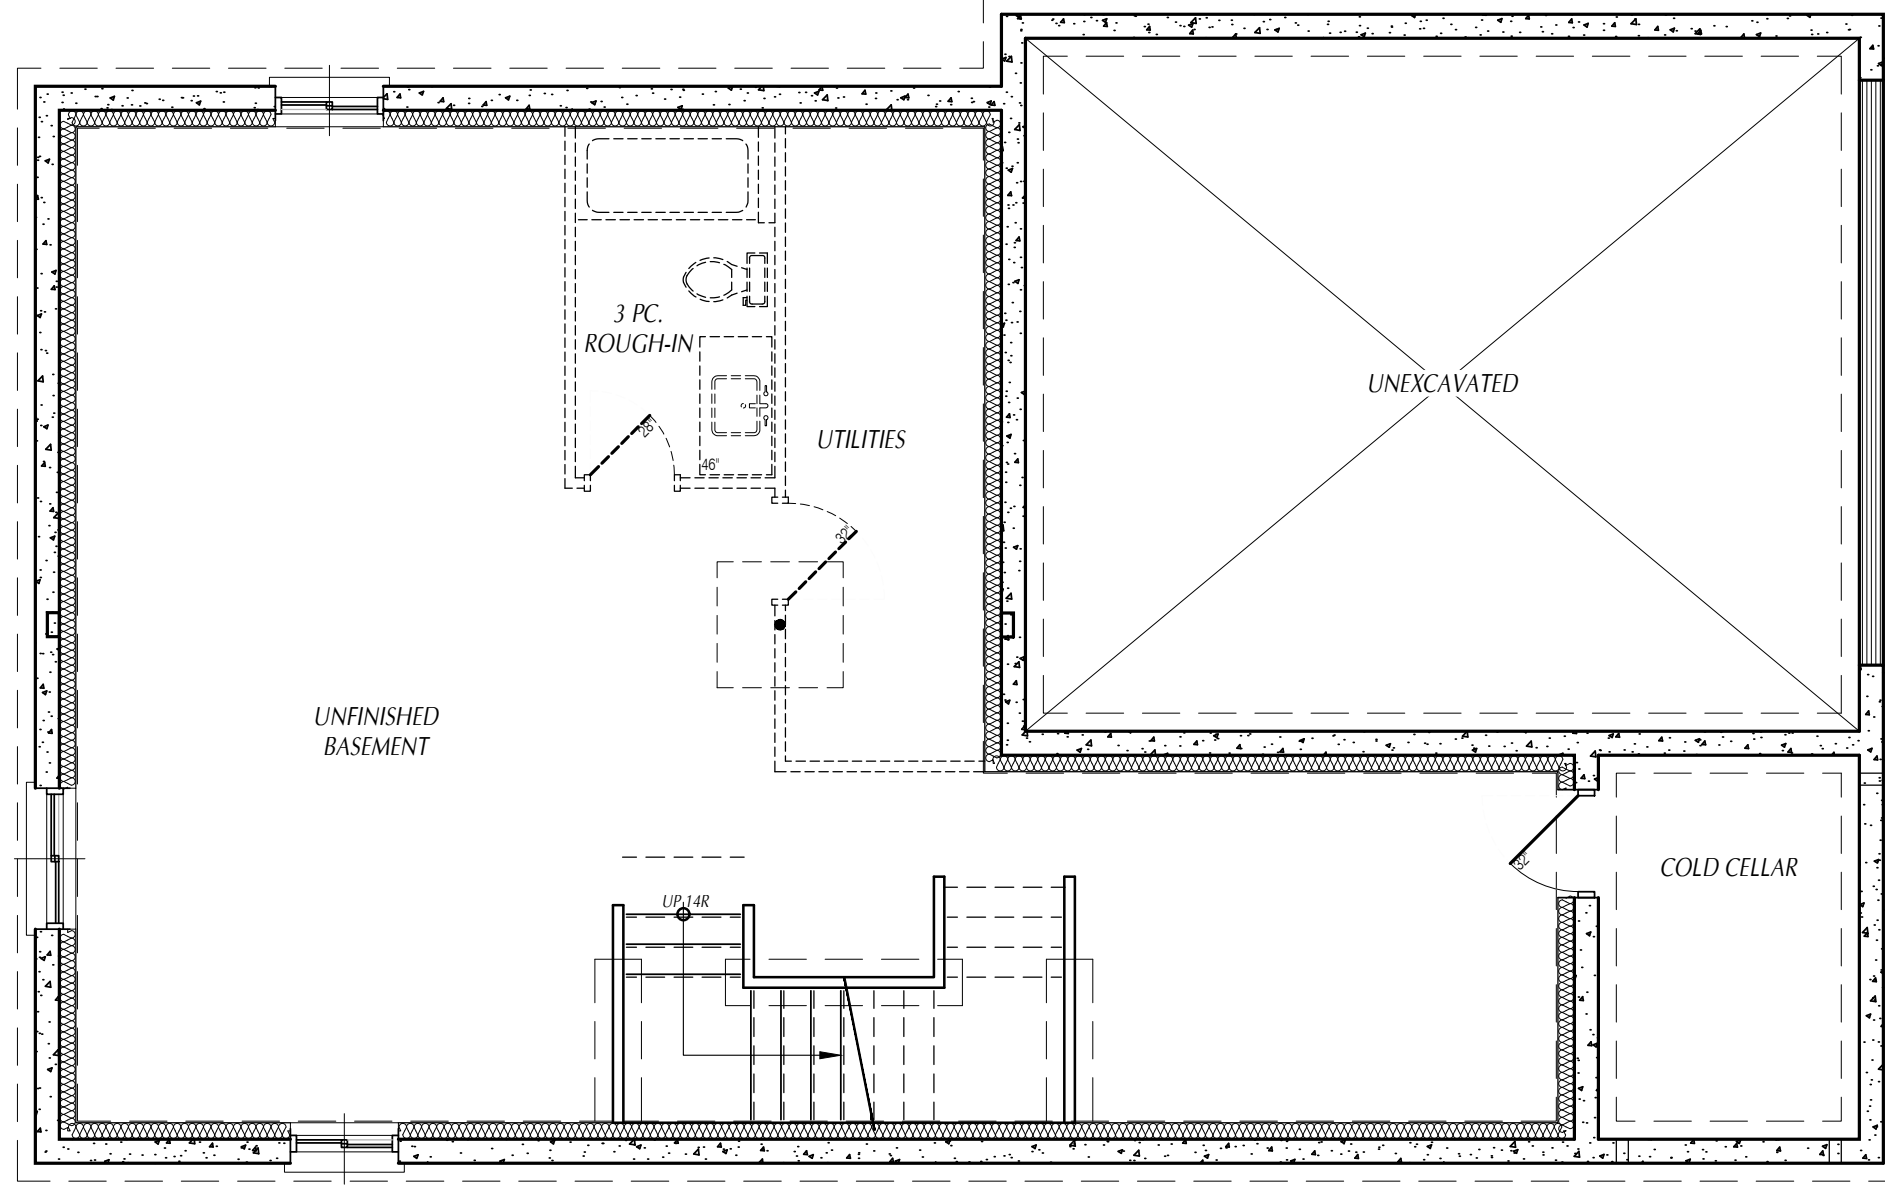 3 PC.
ROUGH-IN
28"
46"
UTILITIES
32"
UNEXCAVATED
UNFINISHED
BASEMENT
UP 14R
32"
COLD CELLAR